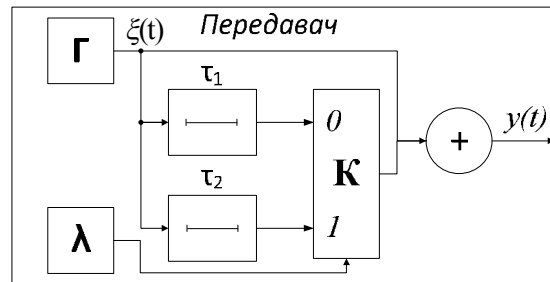 Передавач
Г
ξ(t)
τ₁
0
К
+
y(t)
τ₂
1
λ